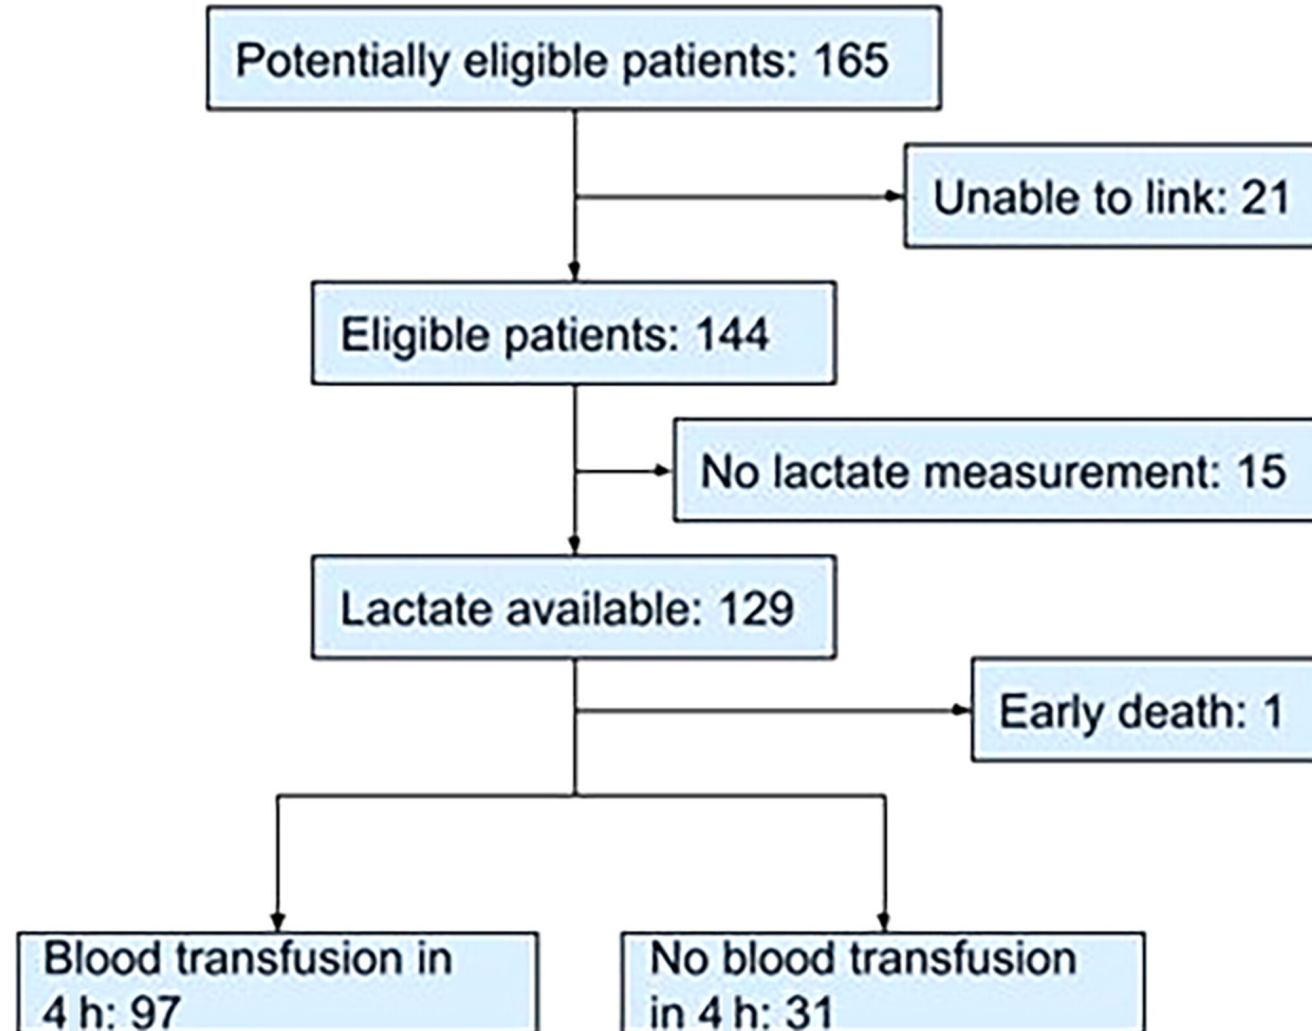 Potentially eligible patients: 165
Unable to link: 21
Eligible patients: 144
No lactate measurement: 15
Lactate available: 129
Early death: 1
Blood transfusion in
4 h: 97
No blood transfusion
in 4 h: 31